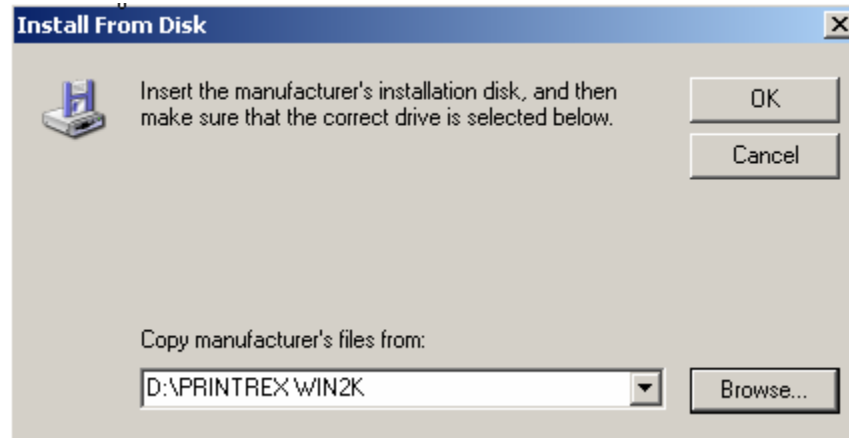 Install From Disk
Insert the manufacturer's installation disk, and then
make sure that the correct drive is selected below.
OK
Cancel
Copy manufacturer's files from:
D:\PRINTREX WIN2K
Browse...